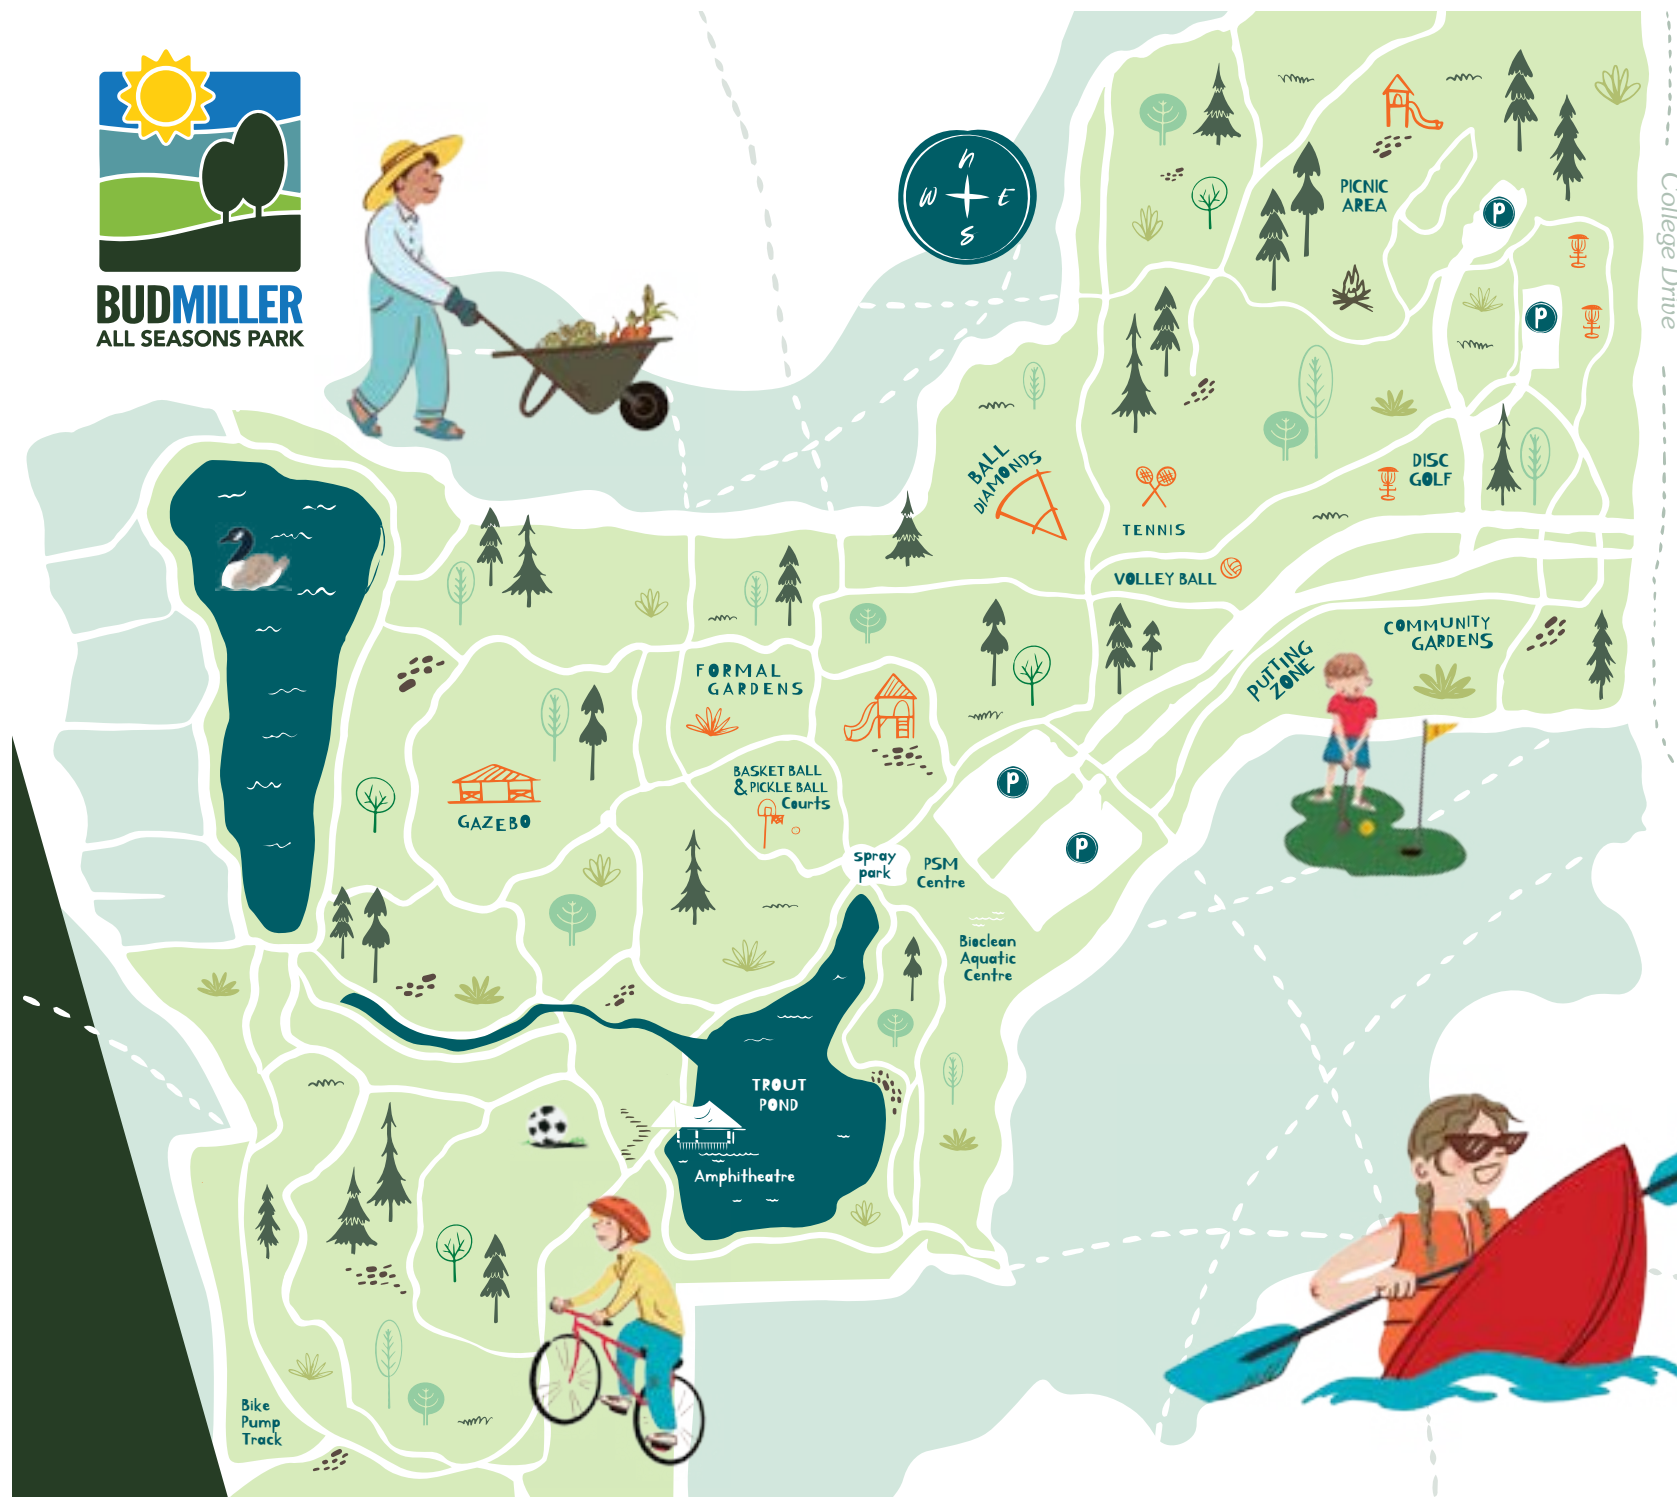 BUDMILLER
ALL SEASONS PARK
n
W E
s
College Drive
PICNIC
AREA
P
P
BALL
DIAMONDS
TENNIS
DISC
GOLF
VOLLEY BALL
COMMUNITY
GARDENS
PUTTING
ZONE
FORMAL
GARDENS
BASKET BALL
& PICKLE BALL
Courts
GAZEBO
P
P
Spray
park
PSM
Centre
Bioclean
Aquatic
Centre
TROUT
POND
Amphitheatre
Bike
Pump
Track